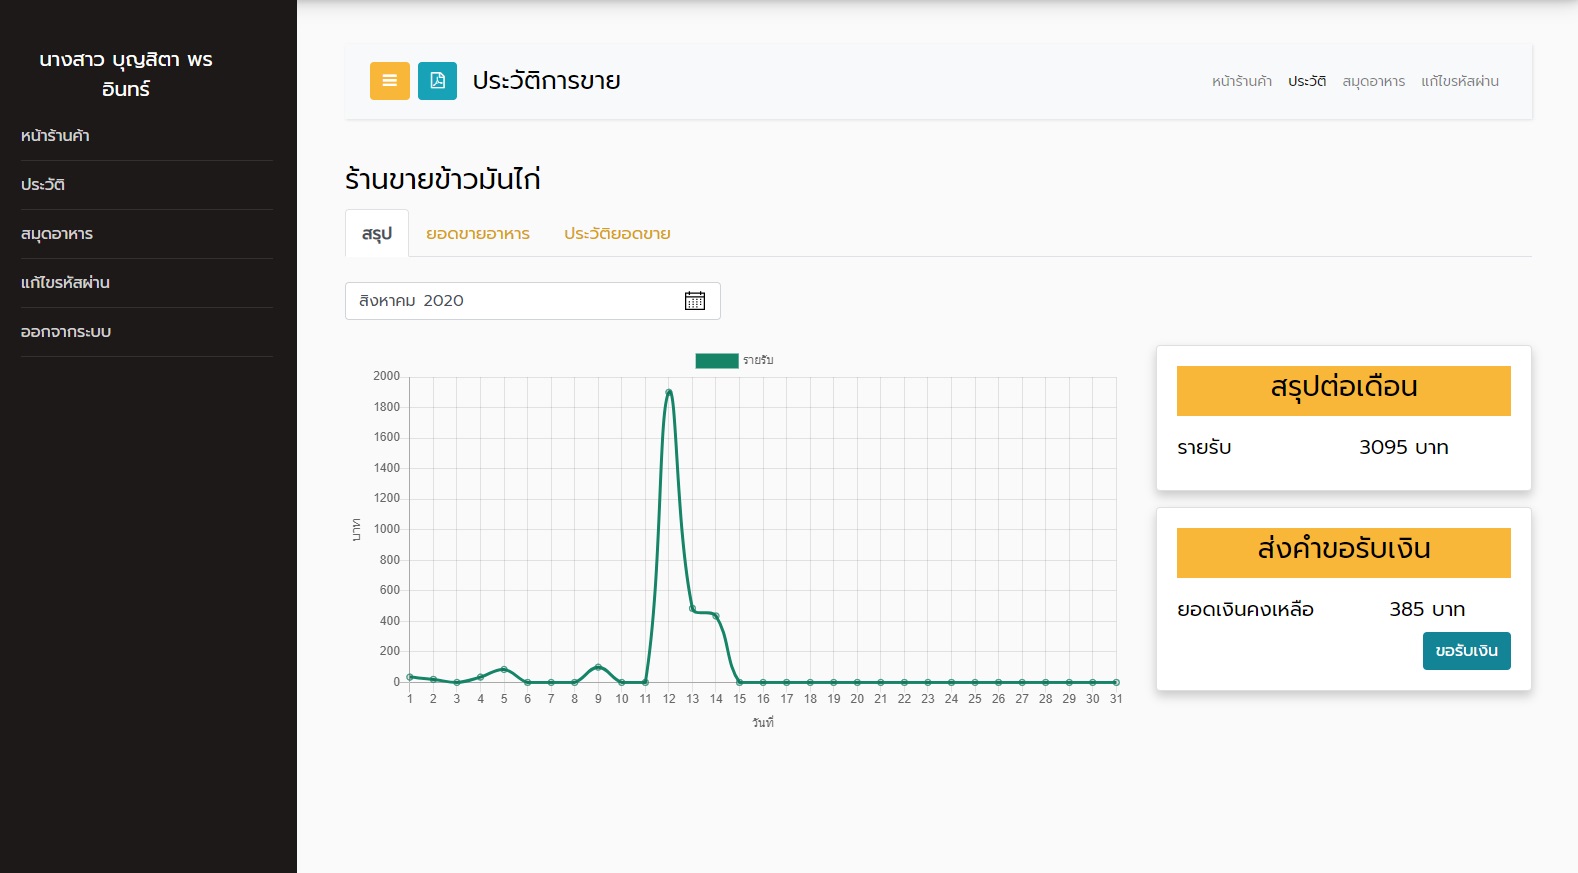 นางสาว บุญสิตา พร
อินทร์
หน้าร้านค้า
ประวัติ
สมุดอาหาร
แก้ไขรหัสผ่าน
ออกจากระบบ
ประวัติการขาย
หน้าร้านค้า ประวัติ สมุดอาหาร แก้ไขรหัสผ่าน
ร้านขายข้าวมันไก่
สรุป ยอดขายอาหาร ประวัติยอดขาย
สิงหาคม 2020
รายรับ
2000
1800
1600
1400
1200
1000
800
600
400
200
0
บาท
1 2 3 4 5 6 7 8 9 10 11 12 13 14 15 16 17 18 19 20 21 22 23 24 25 26 27 28 29 30 31
วันที่
สรุปต่อเดือน
รายรับ 3095 บาท
ส่งคำขอรับเงิน
ยอดเงินคงเหลือ 385 บาท
ขอรับเงิน